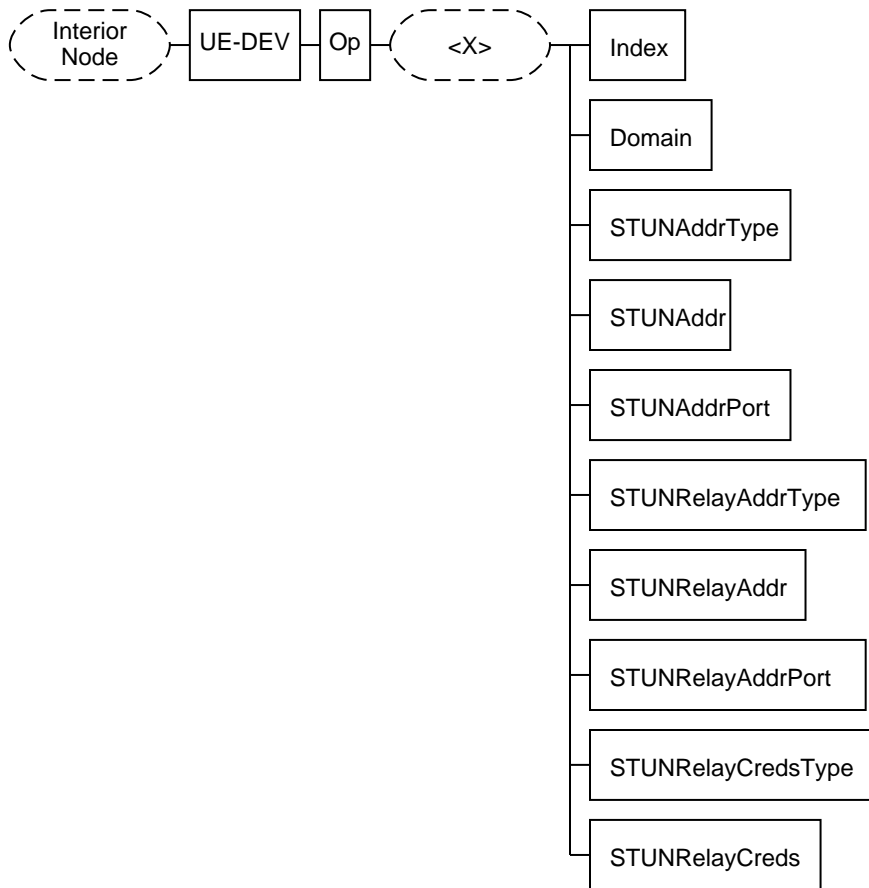 Interior
Node
UE-DEV
Op
<X>
Index
Domain
STUNAddrType
STUNAddr
STUNAddrPort
STUNRelayAddrType
STUNRelayAddr
STUNRelayAddrPort
STUNRelayCredsType
STUNRelayCreds